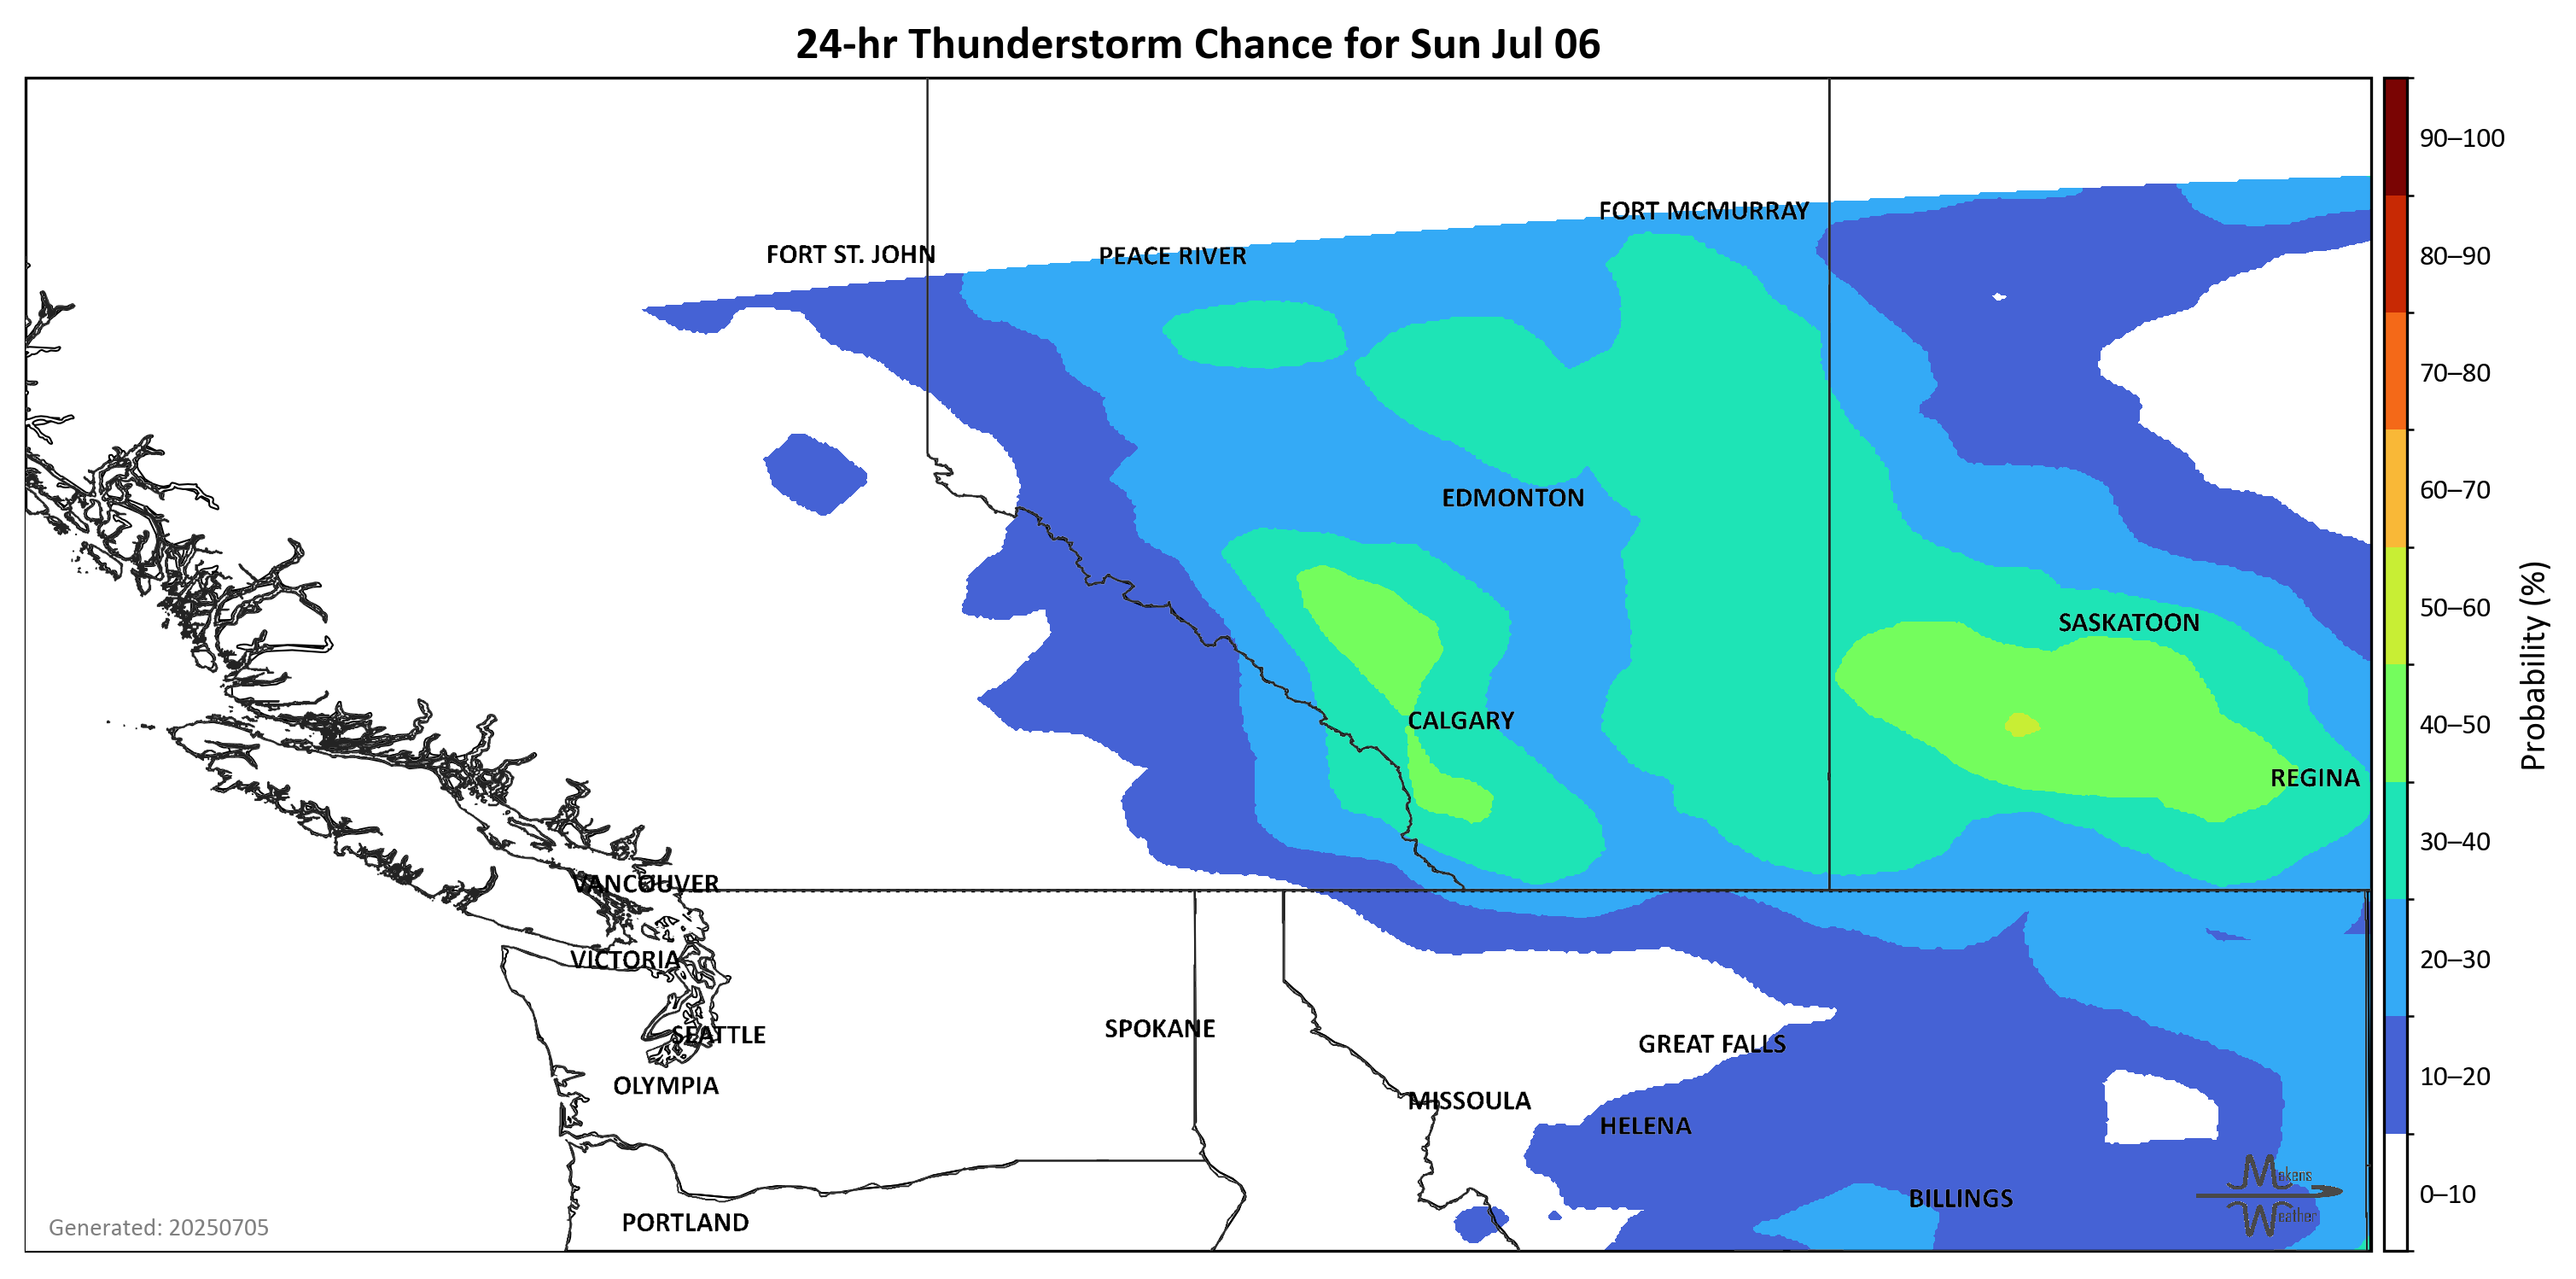 24-hr Thunderstorm Chance for Sun Jul 06
FORT MCMURRAY
FORT ST. JOHN
PEACE RIVER
EDMONTON
SASKATOON
CALGARY
REGINA
VANCOUVER
VICTORIA
SPOKANE
SEATTLE
GREAT FALLS
OLYMPIA
MISSOULA
HELENA
BILLINGS
PORTLAND
Makens
Weather
Generated: 20250705
90–100
80–90
70–80
60–70
50–60
40–50
30–40
20–30
10–20
0–10
Probability (%)